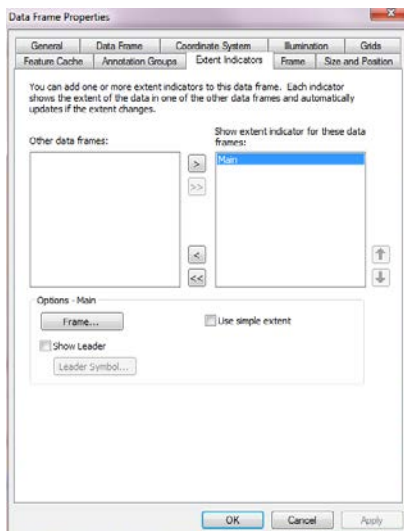 Data Frame Properties
General Data Frame Coordinate System Illumination Grids
Feature Cache Annotation Groups Extent Indicators Frame Size and Position
You can add one or more extent indicators to this data frame. Each indicator
shows the extent of the data in one of the other data frames and automatically
updates if the extent changes.
Other data frames:
Show extent indicator for these data
frames:
Main
>
>>
<
<<
Options - Main
Frame...
Use simple extent
Show Leader
Leader Symbol...
OK Cancel Apply